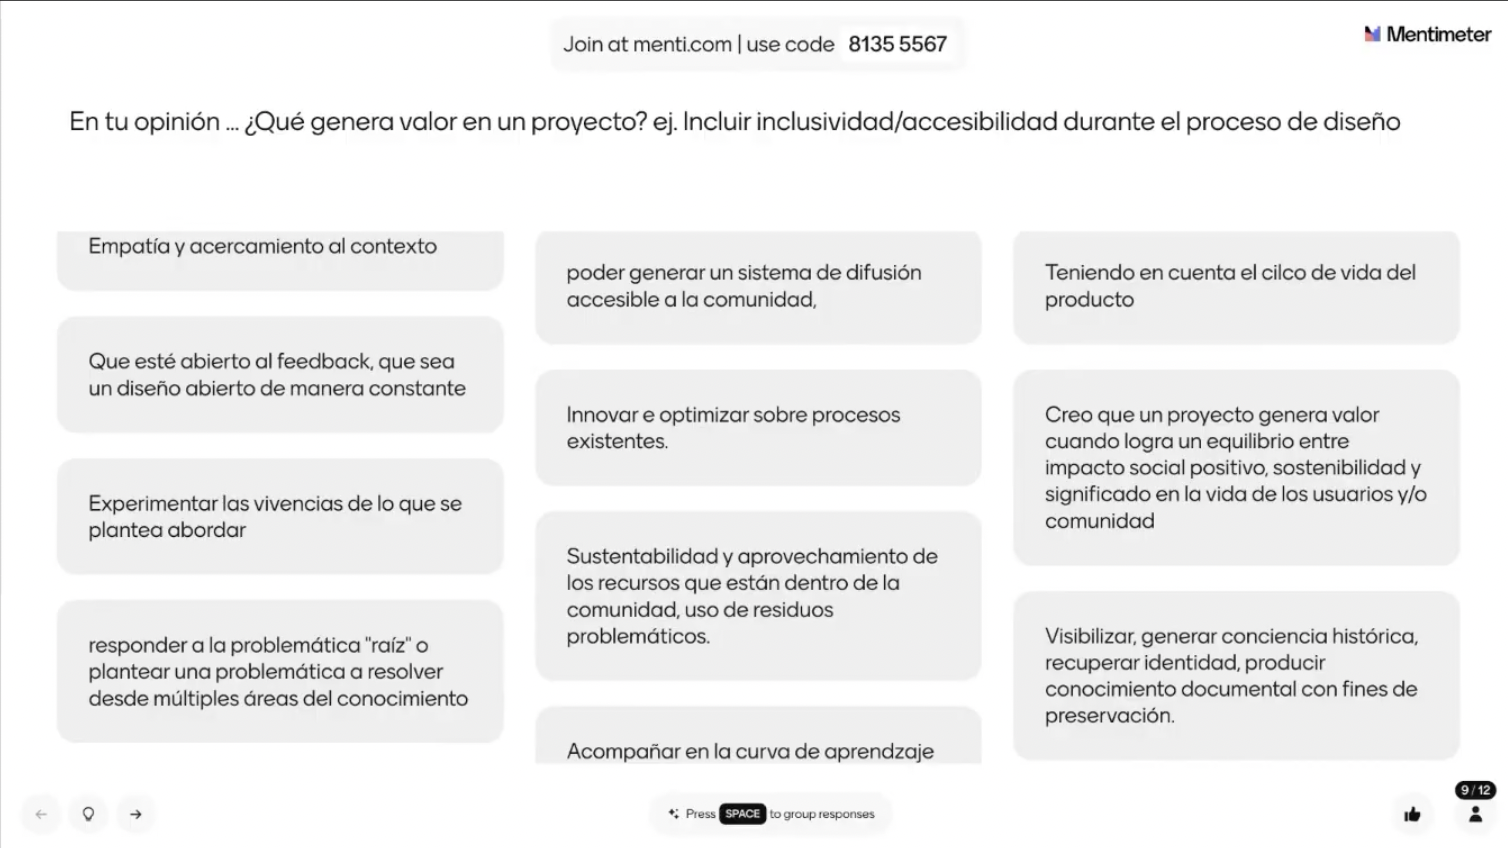 Join at menti.com | use code 8135 5567
Mentimeter
En tu opinión ... ¿Qué genera valor en un proyecto? ej. Incluir inclusividad/accesibilidad durante el proceso de diseño
Empatía y acercamiento al contexto
Que esté abierto al feedback, que sea
un diseño abierto de manera constante
Experimentar las vivencias de lo que se
plantea abordar
responder a la problemática "raíz" o
plantear una problemática a resolver
desde múltiples áreas del conocimiento
poder generar un sistema de difusión
accesible a la comunidad,
Innovar e optimizar sobre procesos
existentes.
Sustentabilidad y aprovechamiento de
los recursos que están dentro de la
comunidad, uso de residuos
problemáticos.
Acompañar en la curva de aprendzaje
Teniendo en cuenta el cilco de vida del
producto
Creo que un proyecto genera valor
cuando logra un equilibrio entre
impacto social positivo, sostenibilidad y
significado en la vida de los usuarios y/o
comunidad
Visibilizar, generar conciencia histórica,
recuperar identidad, producir
conocimiento documental con fines de
preservación.
Press SPACE to group responses
9 / 12